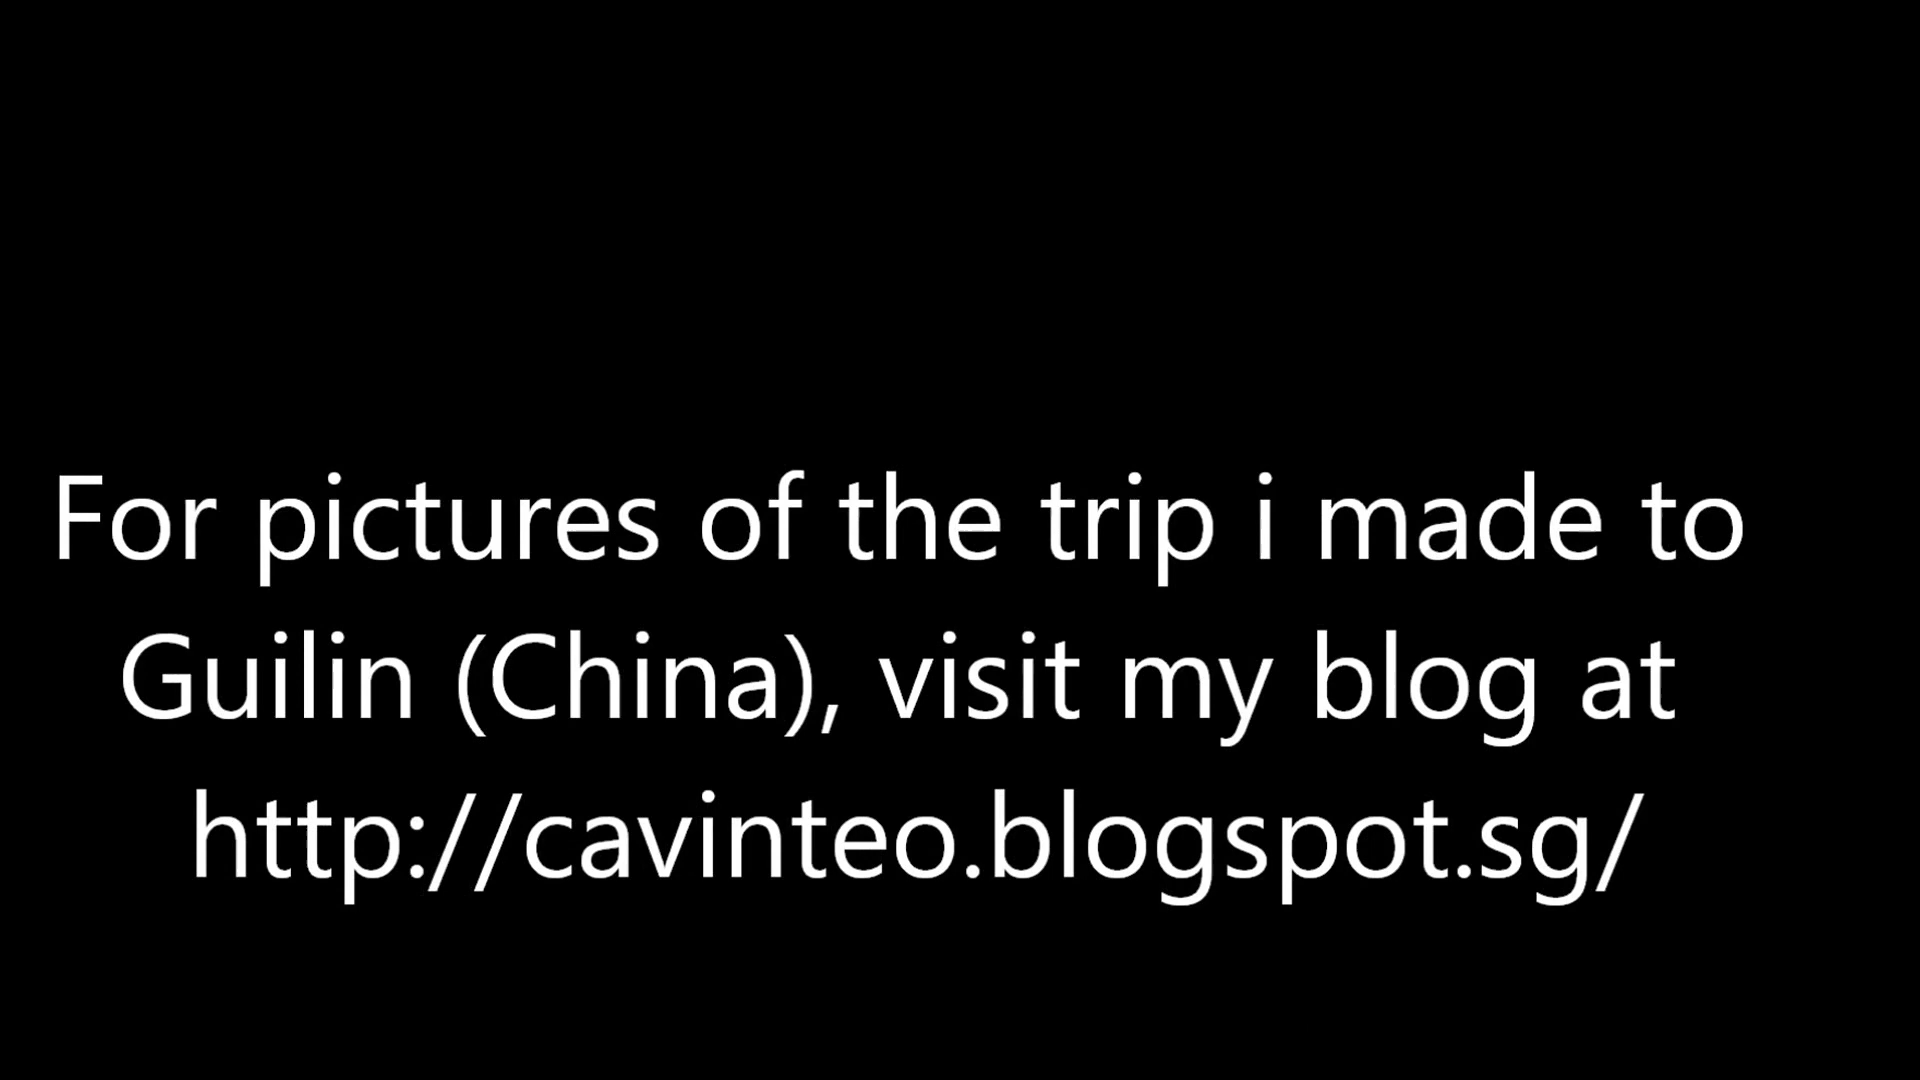 For pictures of the trip i made to
Guilin (China), visit my blog at
http://cavinteo.blogspot.sg/